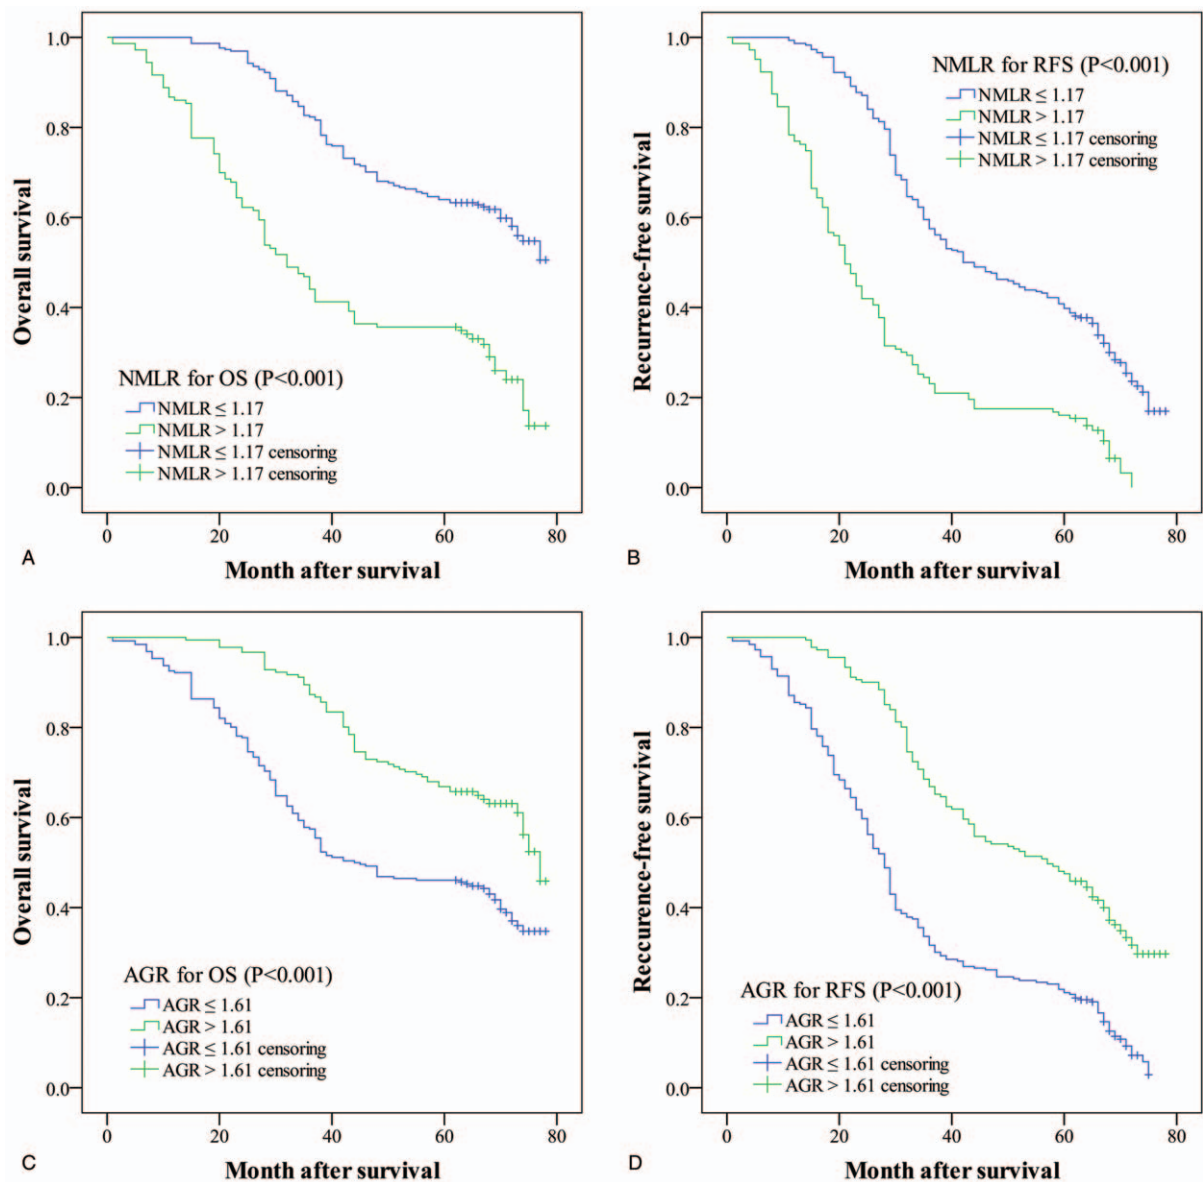 1.0
0.8
0.6
0.4
0.2
0.0
Overall survival
NMLR for OS (P<0.001)
NMLR ≤ 1.17
NMLR > 1.17
NMLR ≤ 1.17 censoring
NMLR > 1.17 censoring
0 20 40 60 80
A
Month after survival
1.0
0.8
0.6
0.4
0.2
0.0
Recurrence-free survival
NMLR for RFS (P<0.001)
NMLR ≤ 1.17
NMLR > 1.17
NMLR ≤ 1.17 censoring
NMLR > 1.17 censoring
0 20 40 60 80
B
Month after survival
1.0
0.8
0.6
0.4
0.2
0.0
Overall survival
AGR for OS (P<0.001)
AGR ≤ 1.61
AGR > 1.61
AGR ≤ 1.61 censoring
AGR > 1.61 censoring
0 20 40 60 80
C
Month after survival
1.0
0.8
0.6
0.4
0.2
0.0
Reccurence-free survival
AGR for RFS (P<0.001)
AGR ≤ 1.61
AGR > 1.61
AGR ≤ 1.61 censoring
AGR > 1.61 censoring
0 20 40 60 80
D
Month after survival